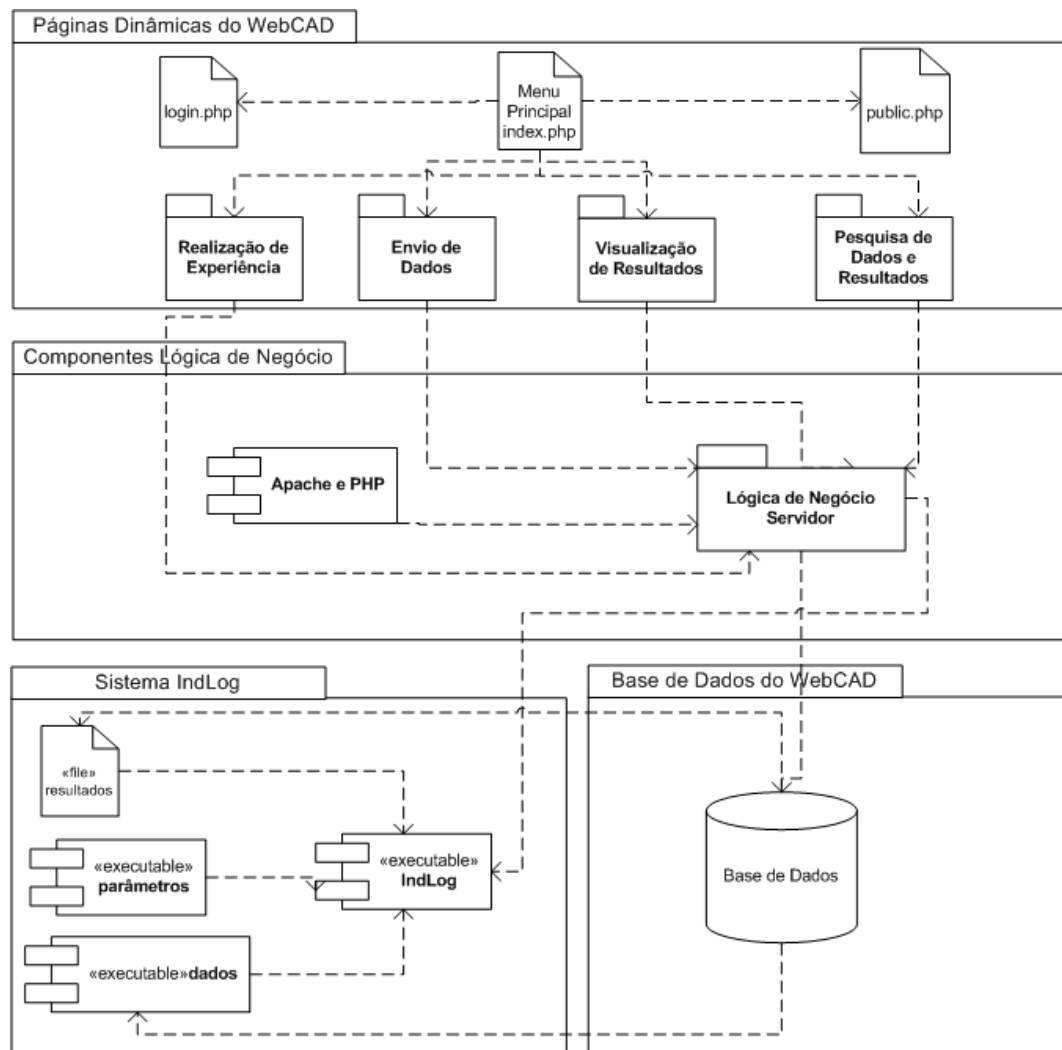 Páginas Dinâmicas do WebCAD
login.php
Menu
Principal
index.php
public.php
Realização de
Experiência
Envio de
Dados
Visualização
de Resultados
Pesquisa de
Dados e
Resultados
Componentes Lógica de Negócio
Apache e PHP
Lógica de Negócio
Servidor
Sistema IndLog
Base de Dados do WebCAD
«file»
resultados
«executable»
parâmetros
«executable»
IndLog
«executable»dados
Base de Dados